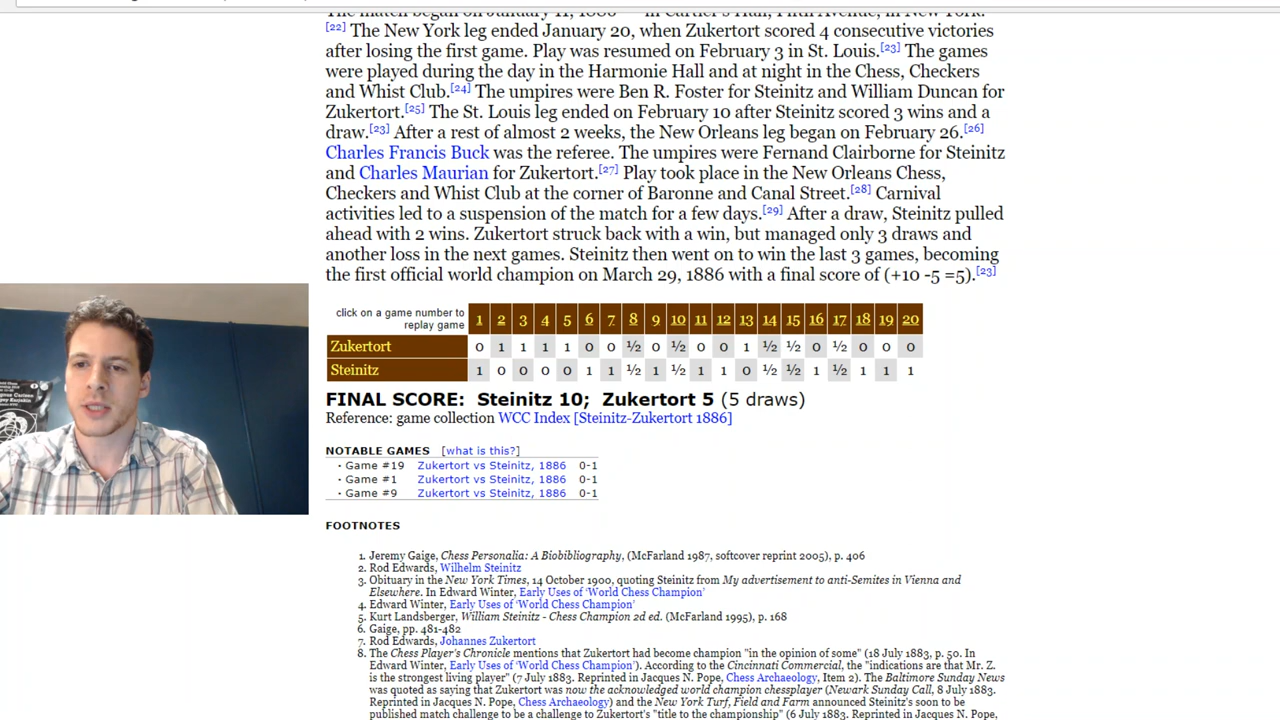 [22] The New York leg ended January 20, when Zukertort scored 4 consecutive victories
after losing the first game. Play was resumed on February 3 in St. Louis.[23] The games
were played during the day in the Harmonie Hall and at night in the Chess, Checkers
and Whist Club.[24] The umpires were Ben R. Foster for Steinitz and William Duncan for
Zukertort.[25] The St. Louis leg ended on February 10 after Steinitz scored 3 wins and a
draw.[23] After a rest of almost 2 weeks, the New Orleans leg began on February 26.[26]
Charles Francis Buck was the referee. The umpires were Fernand Clairborne for Steinitz
and Charles Maurian for Zukertort.[27] Play took place in the New Orleans Chess,
Checkers and Whist Club at the corner of Baronne and Canal Street.[28] Carnival
activities led to a suspension of the match for a few days.[29] After a draw, Steinitz pulled
ahead with 2 wins. Zukertort struck back with a win, but managed only 3 draws and
another loss in the next games. Steinitz then went on to win the last 3 games, becoming
the first official world champion on March 29, 1886 with a final score of (+10 -5 =5).[23]
click on a game number to
replay game
1 2 3 4 5 6 7 8 9 10 11 12 13 14 15 16 17 18 19 20
Zukertort 0 1 1 1 1 0 0 ½ 0 ½ 0 0 1 ½ ½ 0 ½ 0 0 0
Steinitz 1 0 0 0 0 1 1 ½ 1 ½ 1 1 0 ½ ½ 1 ½ 1 1 1
FINAL SCORE: Steinitz 10; Zukertort 5 (5 draws)
Reference: game collection WCC Index [Steinitz-Zukertort 1886]
NOTABLE GAMES [what is this?]
· Game #19 Zukertort vs Steinitz, 1886 0-1
· Game #1 Zukertort vs Steinitz, 1886 0-1
· Game #9 Zukertort vs Steinitz, 1886 0-1
FOOTNOTES
1. Jeremy Gaige, Chess Personalia: A Biobibliography, (McFarland 1987, softcover reprint 2005), p. 406
2. Rod Edwards, Wilhelm Steinitz
3. Obituary in the New York Times, 14 October 1900, quoting Steinitz from My advertisement to anti-Semites in Vienna and
Elsewhere. In Edward Winter, Early Uses of 'World Chess Champion'
4. Edward Winter, Early Uses of 'World Chess Champion'
5. Kurt Landsberger, William Steinitz - Chess Champion 2d ed. (McFarland 1995), p. 168
6. Gaige, pp. 481-482
7. Rod Edwards, Johannes Zukertort
8. The Chess Player's Chronicle mentions that Zukertort had become champion "in the opinion of some" (18 July 1883, p. 50. In
Edward Winter, Early Uses of 'World Chess Champion'). According to the Cincinnati Commercial, the "indications are that Mr. Z.
is the strongest living player" (7 July 1883. Reprinted in Jacques N. Pope, Chess Archaeology, Item 2). The Baltimore Sunday News
was quoted as saying that Zukertort was now the acknowledged world champion chessplayer (Newark Sunday Call, 8 July 1883.
Reprinted in Jacques N. Pope, Chess Archaeology) and the New York Turf, Field and Farm announced Steinitz's soon to be
published match challenge to be a challenge to Zukertort's "title to the championship" (6 July 1883. Reprinted in Jacques N. Pope,